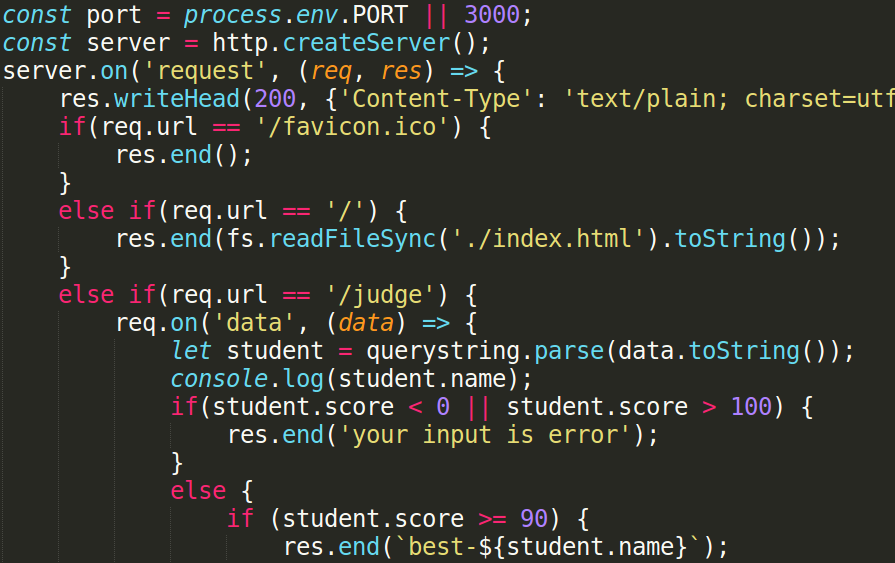 const port = process.env.PORT || 3000;
const server = http.createServer();
server.on('request', (req, res) => {
    res.writeHead(200, {'Content-Type': 'text/plain; charset=utf
    if(req.url == '/favicon.ico') {
        res.end();
    }
    else if(req.url == '/') {
        res.end(fs.readFileSync('./index.html').toString());
    }
    else if(req.url == '/judge') {
        req.on('data', (data) => {
            let student = querystring.parse(data.toString());
            console.log(student.name);
            if(student.score < 0 || student.score > 100) {
                res.end('your input is error');
            }
            else {
                if (student.score >= 90) {
                    res.end(`best-${student.name}`);